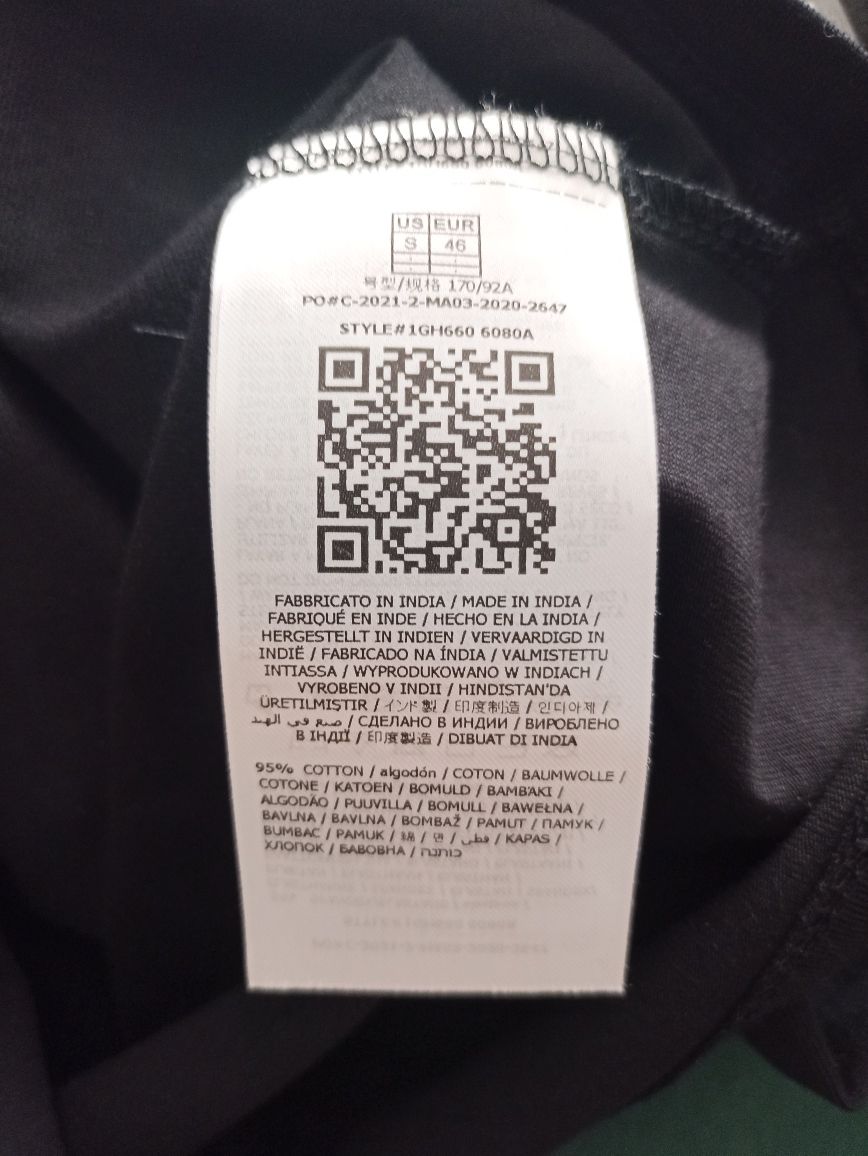 US EUR
S 46
号型/规格 170/92A
PO#C-2021-2-MA03-2020-2647
STYLE#1GH660 6080A
FABBRICATO IN INDIA / MADE IN INDIA /
FABRIQUÉ EN INDE / HECHO EN LA INDIA /
HERGESTELLT IN INDIEN / VERVAARDIGD IN
INDIË / FABRICADO NA ÍNDIA / VALMISTETTU
INTIASSA / WYPRODUKOWANO W INDIACH /
VYROBENO V INDII / HINDISTAN'DA
ÜRETILMISTIR / インド製 / 印度制造 / 인디아제 /
صنع في الهند / СДЕЛАНО В ИНДИИ / ВИРОБЛЕНО
В ІНДІЇ / 印度製造 / DIBUAT DI INDIA
95% COTTON / algodón / COTON / BAUMWOLLE /
COTONE / KATOEN / BOMULD / BAMBAKI /
ALGODÃO / PUUVILLA / BOMULL / BAWEŁNA /
BAVLNA / BAVLNA / BOMBAŽ / PAMUT / ПАМУК /
BUMBAC / PAMUK / 綿 / 면 / قطن / KAPAS /
ХЛОПОК / БАВОВНА / כותנה